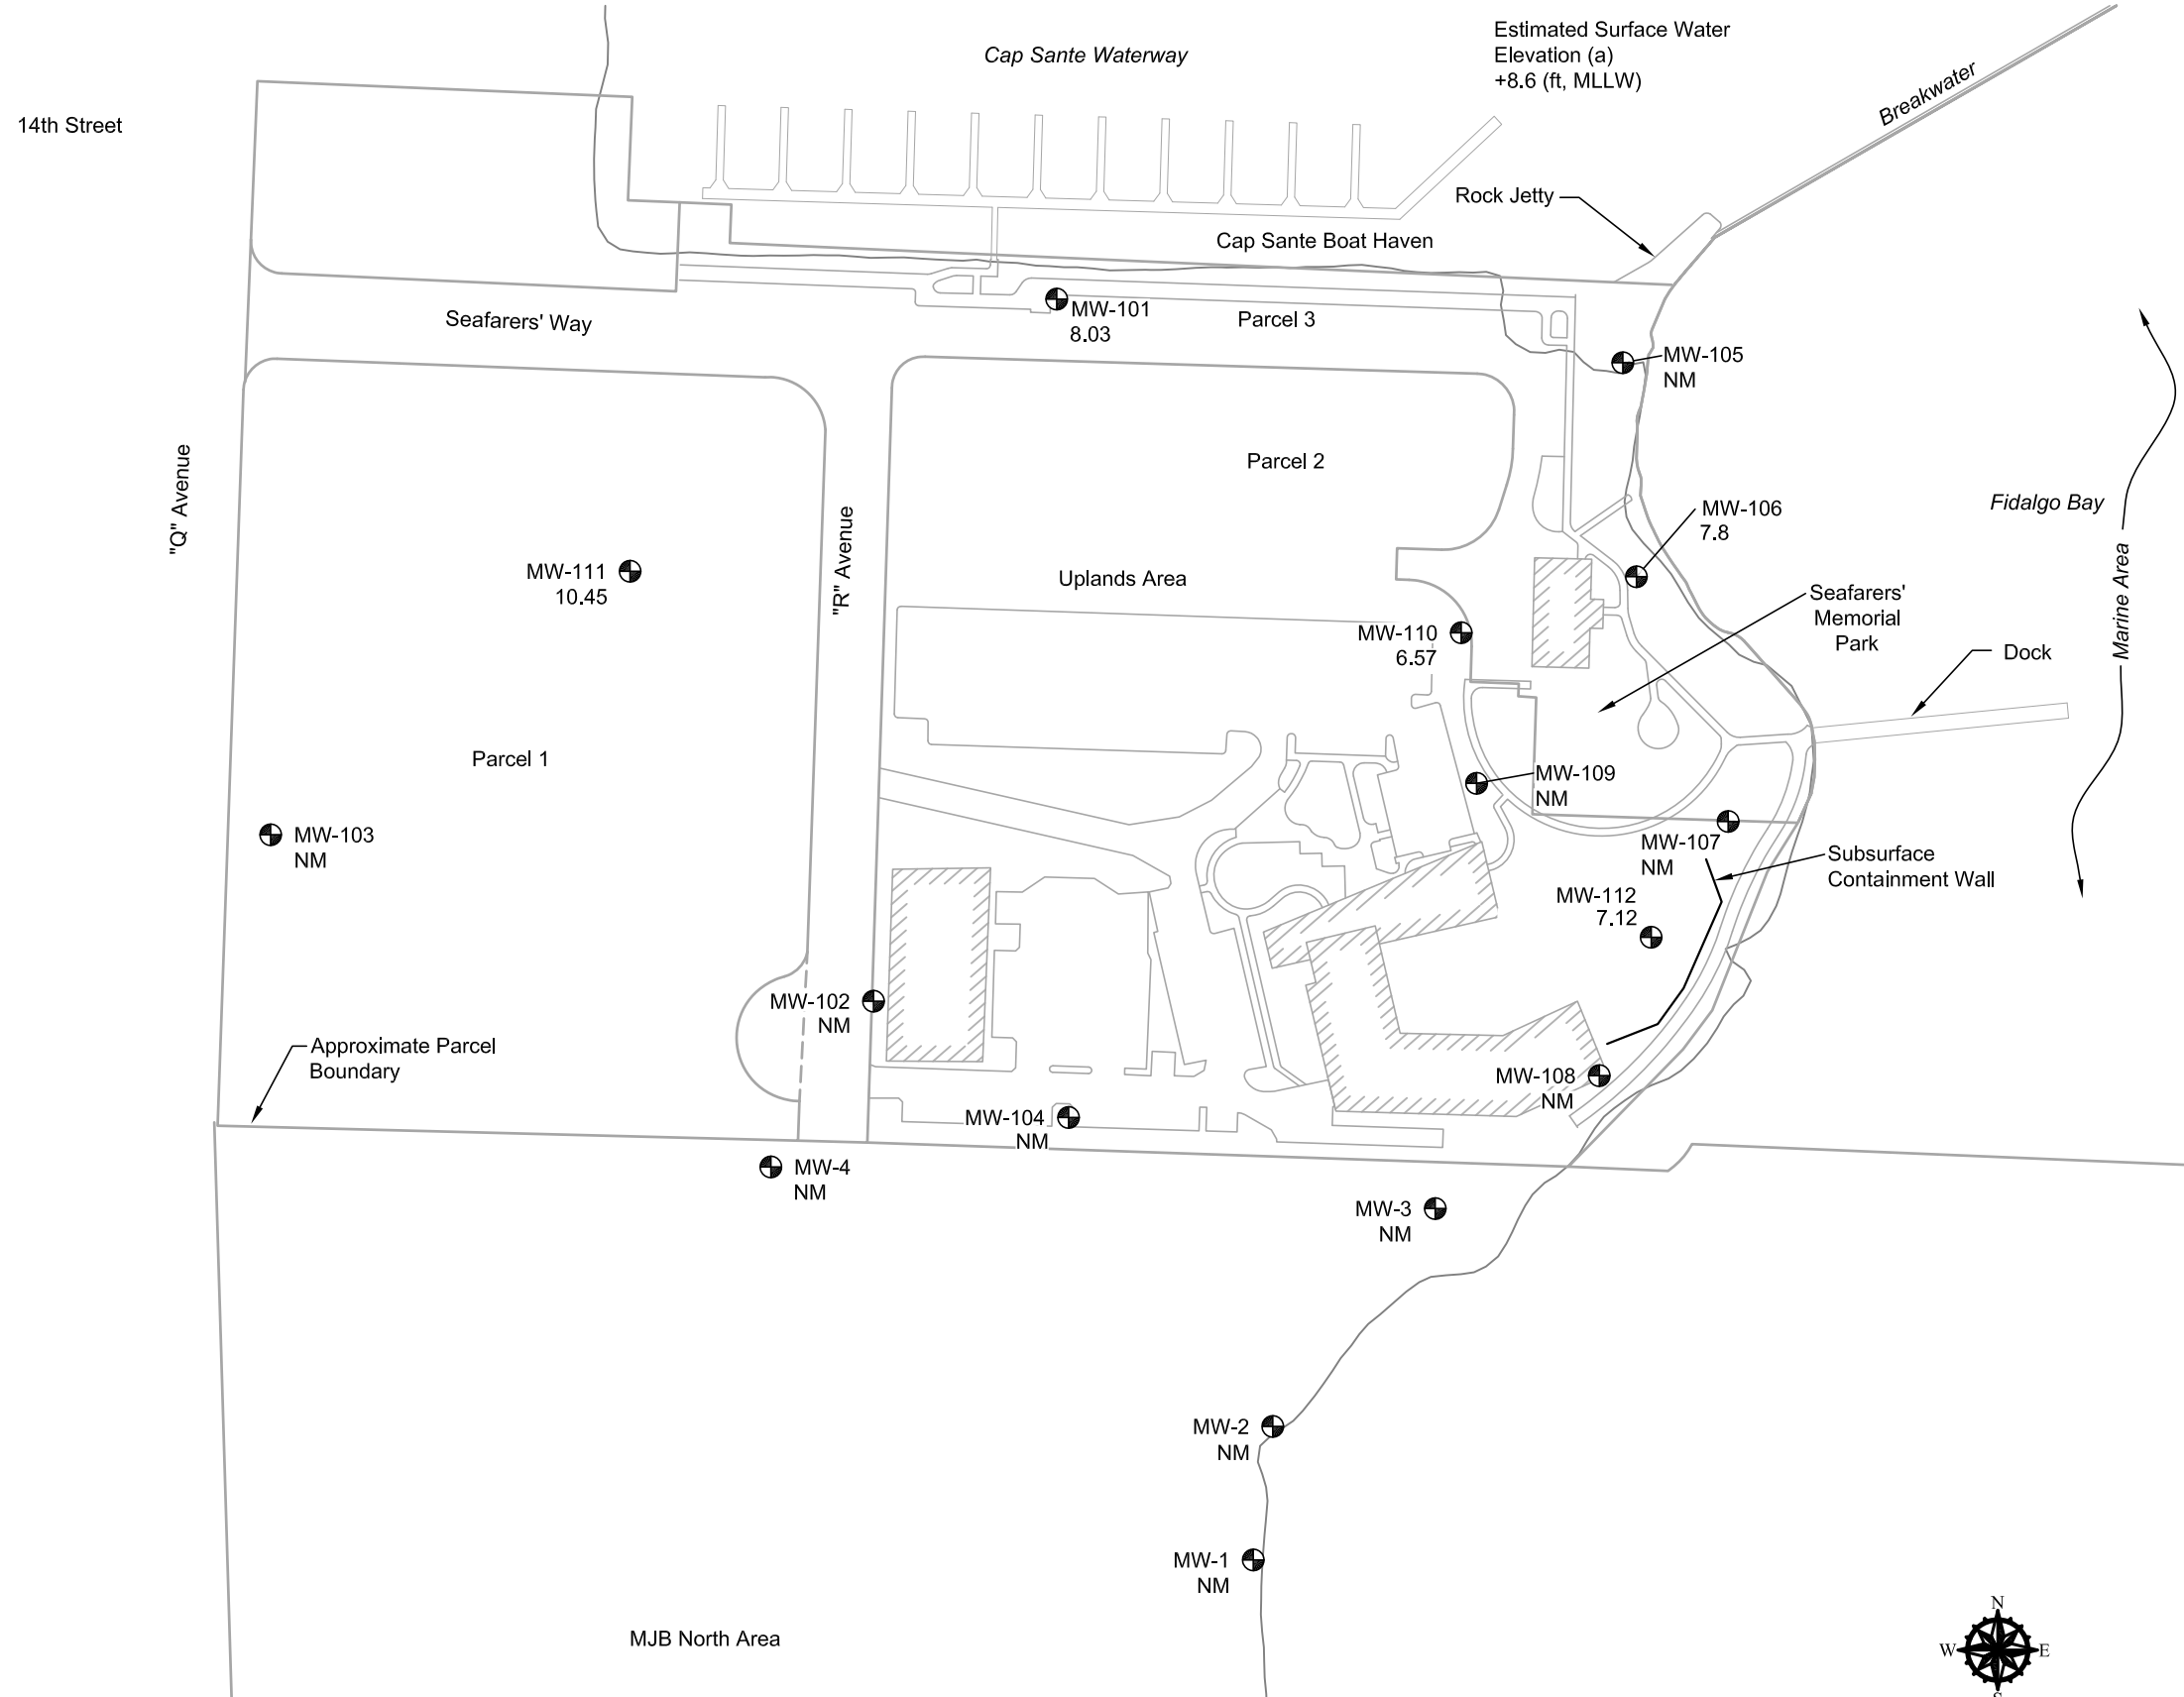 Estimated Surface Water
Elevation (a)
+8.6 (ft, MLLW)
Cap Sante Waterway
Breakwater
14th Street
Rock Jetty
Cap Sante Boat Haven
Seafarers' Way
MW-101
8.03
Parcel 3
MW-105
NM
"Q" Avenue
Parcel 2
Fidalgo Bay
MW-106
7.8
"R" Avenue
MW-111
10.45
Uplands Area
Marine Area
Seafarers'
Memorial
Park
MW-110
6.57
Dock
Parcel 1
MW-109
NM
MW-103
NM
MW-107
NM
Subsurface
Containment Wall
MW-112
7.12
MW-102
NM
Approximate Parcel
Boundary
MW-108
NM
MW-104
NM
MW-4
NM
MW-3
NM
MW-2
NM
MW-1
NM
MJB North Area
N
W
E
S